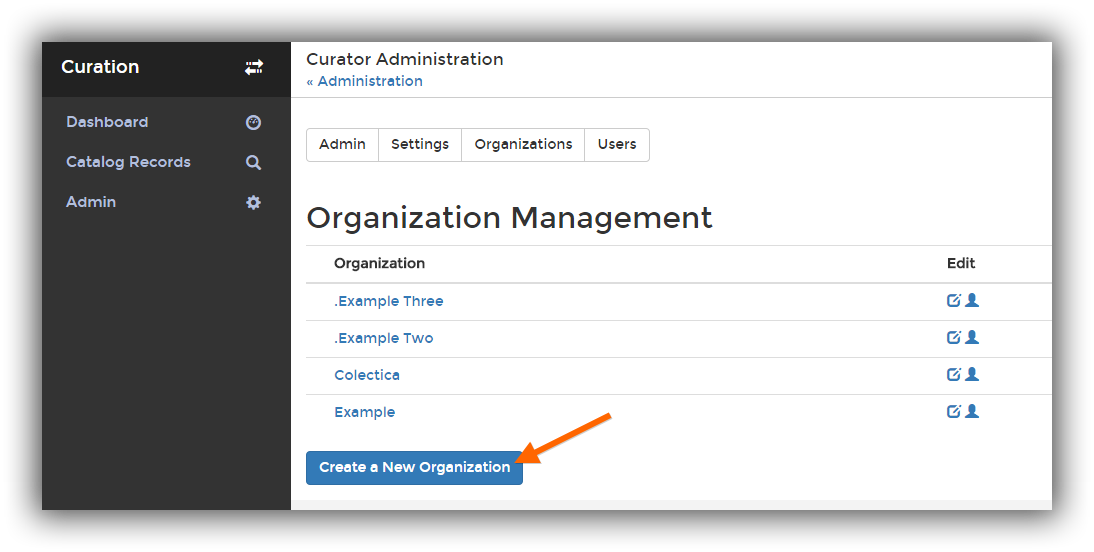 Curation
Dashboard
Catalog Records
Admin
Curator Administration
« Administration
Admin Settings Organizations Users
Organization Management
Organization Edit
.Example Three
.Example Two
Colectica
Example
Create a New Organization